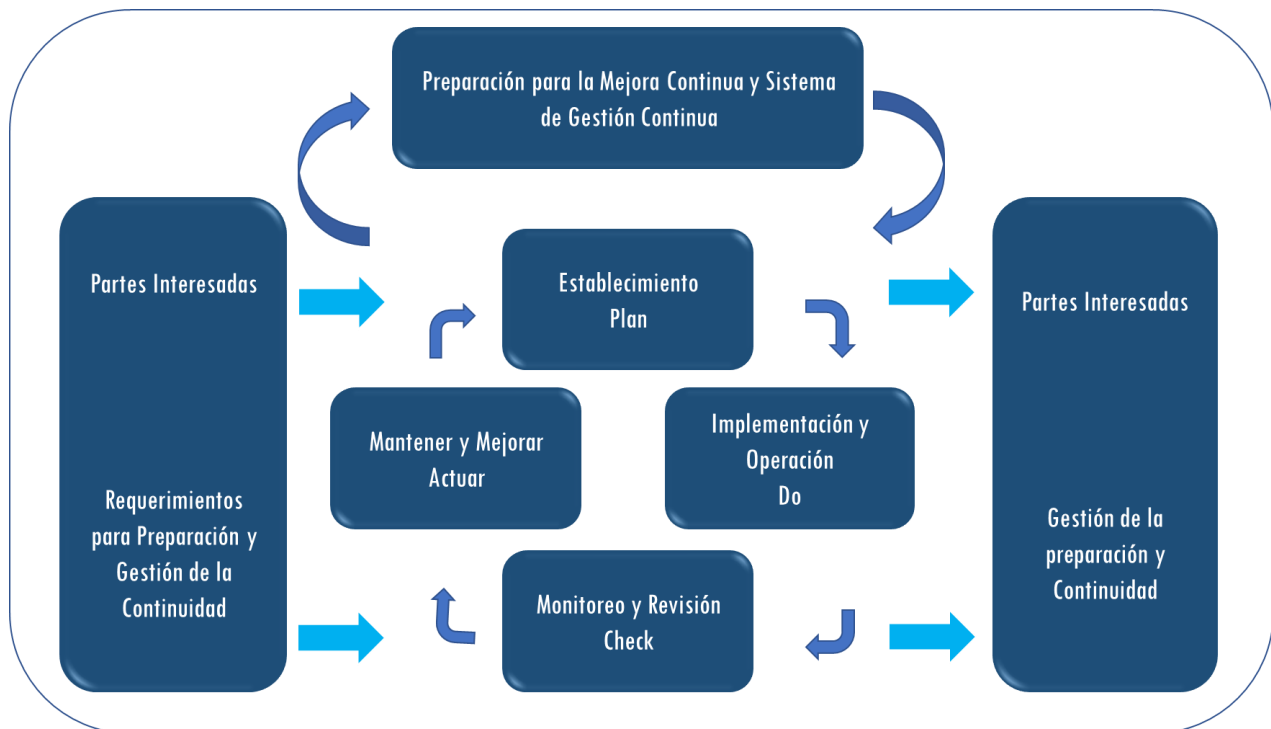 Preparación para la Mejora Continua y Sistema
de Gestión Continua
Partes Interesadas
Requerimientos
para Preparación y
Gestión de la
Continuidad
Establecimiento
Plan
Mantener y Mejorar
Actuar
Implementación y
Operación
Do
Monitoreo y Revisión
Check
Partes Interesadas
Gestión de la
preparación y
Continuidad